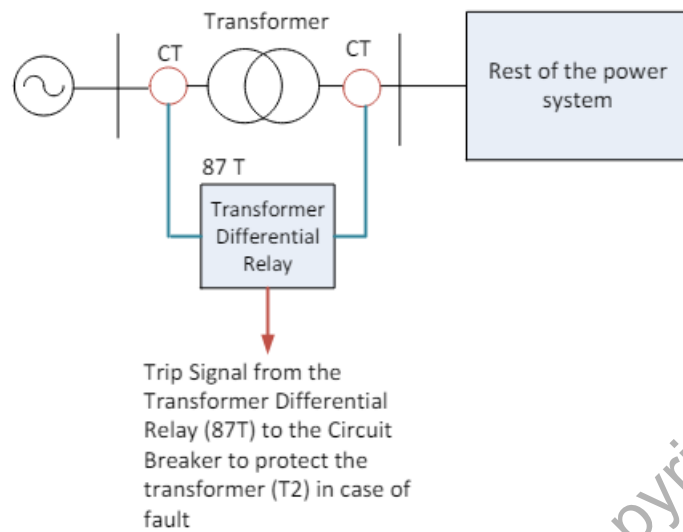 Transformer
CT
CT
Rest of the power
system
87 T
Transformer
Differential
Relay
Trip Signal from the
Transformer Differential
Relay (87T) to the Circuit
Breaker to protect the
transformer (T2) in case of
fault